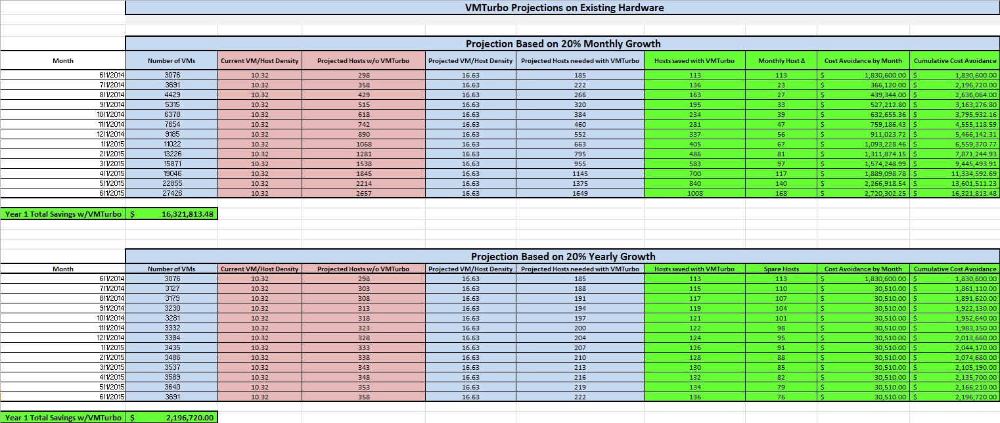 VMTurbo Projections on Existing Hardware
Projection Based on 20% Monthly Growth
Month Number of VMs Current VM/Host Density Projected Hosts w/o VMTurbo Projected VM/Host Density Projected Hosts needed with VMTurbo Hosts saved with VMTurbo Monthly Host Δ Cost Avoidance by Month Cumulative Cost Avoidance
6/1/2014 3076 10.32 298 16.63 185 113 113 $ 1,830,600.00 $ 1,830,600.00
7/1/2014 3691 10.32 358 16.63 222 136 23 $ 366,120.00 $ 2,196,720.00
8/1/2014 4429 10.32 429 16.63 266 163 27 $ 439,344.00 $ 2,636,064.00
9/1/2014 5315 10.32 515 16.63 320 195 33 $ 527,212.80 $ 3,163,276.80
10/1/2014 6378 10.32 618 16.63 384 234 39 $ 632,655.36 $ 3,795,932.16
11/1/2014 7654 10.32 742 16.63 460 281 47 $ 759,186.43 $ 4,555,118.59
12/1/2014 9185 10.32 890 16.63 552 337 56 $ 911,023.72 $ 5,466,142.31
1/1/2015 11022 10.32 1068 16.63 663 405 67 $ 1,093,228.46 $ 6,559,370.77
2/1/2015 13226 10.32 1281 16.63 795 486 81 $ 1,311,874.15 $ 7,871,244.93
3/1/2015 15871 10.32 1538 16.63 955 583 97 $ 1,574,248.99 $ 9,445,493.91
4/1/2015 19046 10.32 1845 16.63 1145 700 117 $ 1,889,098.78 $ 11,334,592.69
5/1/2015 22855 10.32 2214 16.63 1375 840 140 $ 2,266,918.54 $ 13,601,511.23
6/1/2015 27426 10.32 2657 16.63 1649 1008 168 $ 2,720,302.25 $ 16,321,813.48
Year 1 Total Savings w/VMTurbo $ 16,321,813.48
Projection Based on 20% Yearly Growth
Month Number of VMs Current VM/Host Density Projected Hosts w/o VMTurbo Projected VM/Host Density Projected Hosts needed with VMTurbo Hosts saved with VMTurbo Spare Hosts Cost Avoidance by Month Cumulative Cost Avoidance
6/1/2014 3076 10.32 298 16.63 185 113 113 $ 1,830,600.00 $ 1,830,600.00
7/1/2014 3127 10.32 303 16.63 188 115 110 $ 30,510.00 $ 1,861,110.00
8/1/2014 3179 10.32 308 16.63 191 117 107 $ 30,510.00 $ 1,891,620.00
9/1/2014 3230 10.32 313 16.63 194 119 104 $ 30,510.00 $ 1,922,130.00
10/1/2014 3281 10.32 318 16.63 197 121 101 $ 30,510.00 $ 1,952,640.00
11/1/2014 3332 10.32 323 16.63 200 122 98 $ 30,510.00 $ 1,983,150.00
12/1/2014 3384 10.32 328 16.63 204 124 95 $ 30,510.00 $ 2,013,660.00
1/1/2015 3435 10.32 333 16.63 207 126 91 $ 30,510.00 $ 2,044,170.00
2/1/2015 3486 10.32 338 16.63 210 128 88 $ 30,510.00 $ 2,074,680.00
3/1/2015 3537 10.32 343 16.63 213 130 85 $ 30,510.00 $ 2,105,190.00
4/1/2015 3589 10.32 348 16.63 216 132 82 $ 30,510.00 $ 2,135,700.00
5/1/2015 3640 10.32 353 16.63 219 134 79 $ 30,510.00 $ 2,166,210.00
6/1/2015 3691 10.32 358 16.63 222 136 76 $ 30,510.00 $ 2,196,720.00
Year 1 Total Savings w/VMTurbo $ 2,196,720.00